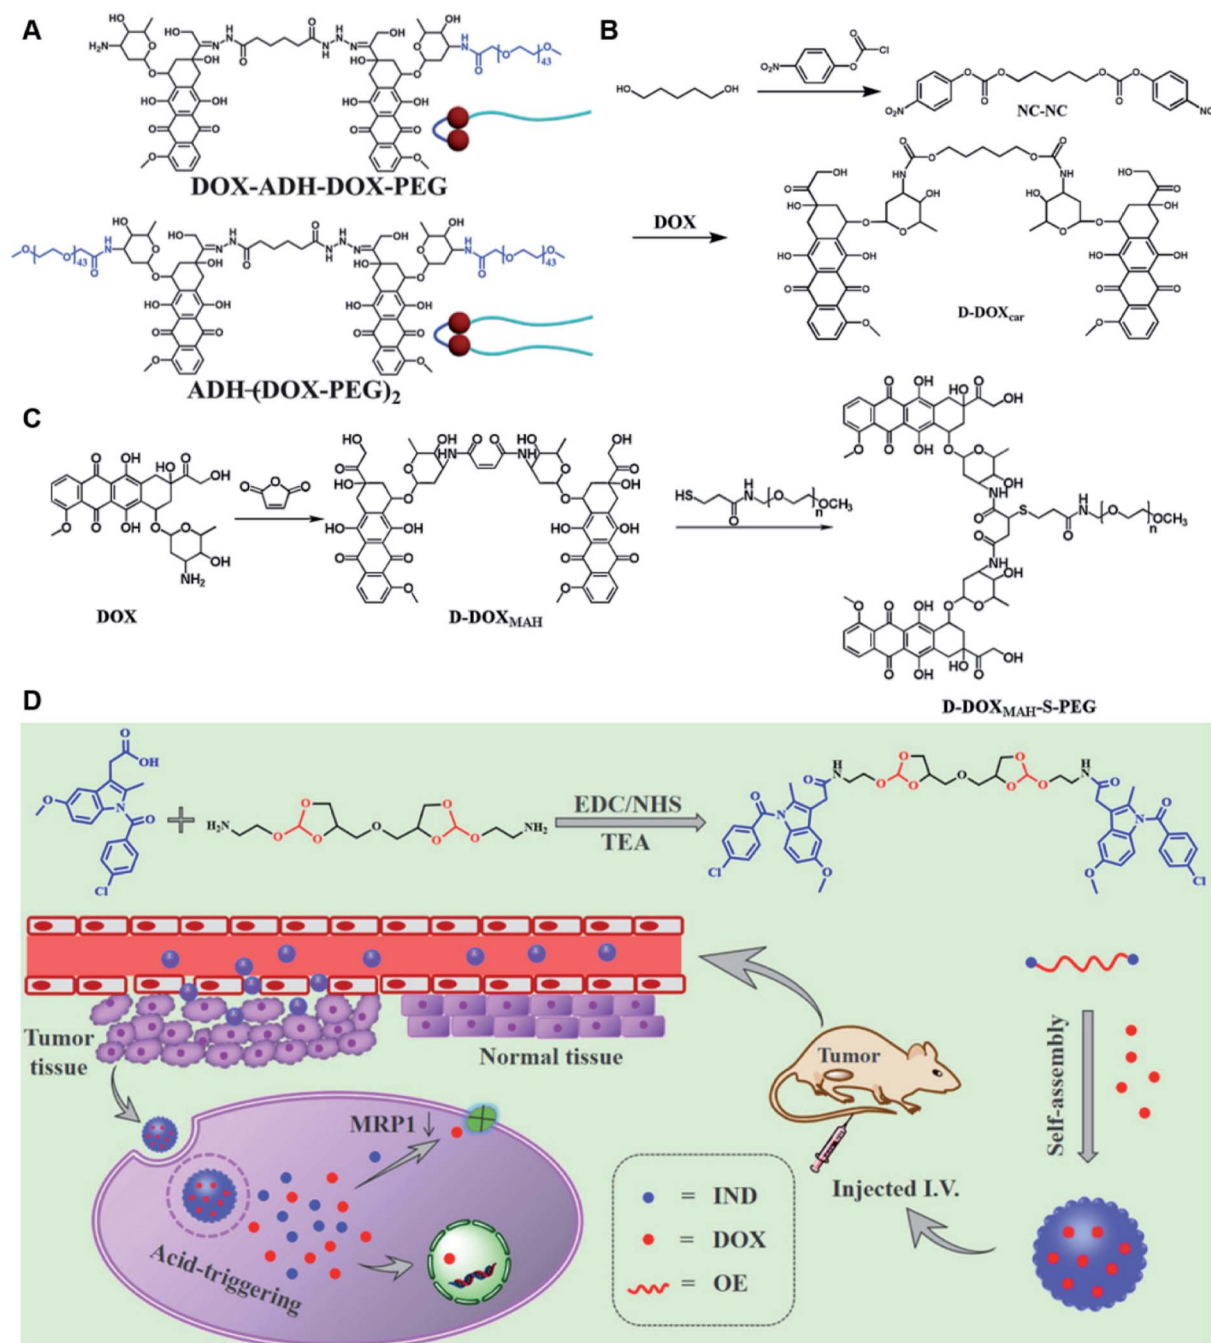 A
DOX-ADH-DOX-PEG
ADH-(DOX-PEG)2
B
NC-NC
DOX
D-DOXcar
C
DOX
D-DOXMAH
D-DOXMAH-S-PEG
D
EDC/NHS
TEA
Tumor
tissue
Normal tissue
Tumor
Self-assembly
MRP1↓
Injected I.V.
Acid-triggering
= IND
= DOX
= OE